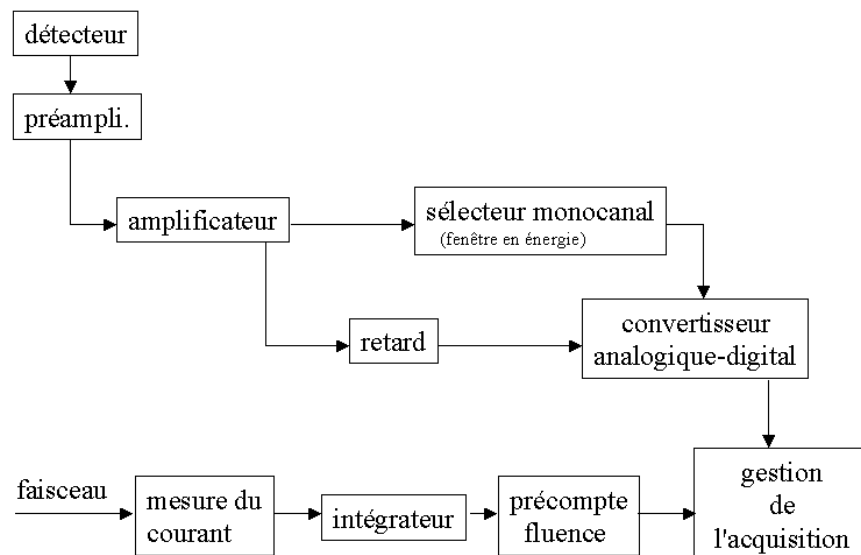 détecteur
préampli.
amplificateur
sélecteur monocanal
(fenêtre en énergie)
retard
convertisseur
analogique-digital
faisceau
mesure du
courant
intégrateur
précompte
fluence
gestion
de
l'acquisition